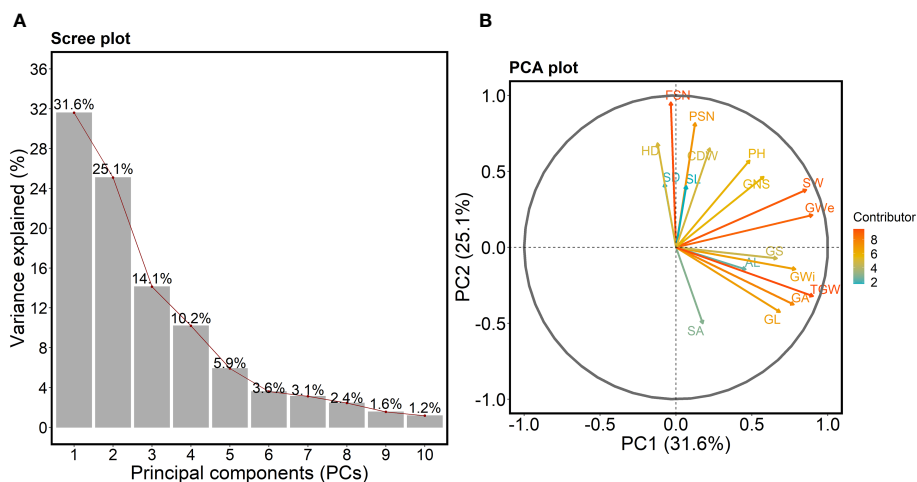 A
Scree plot
Variance explained (%)
36
32
28
24
20
16
12
8
4
0
31.6%
25.1%
14.1%
10.2%
5.9%
3.6%
3.1%
2.4%
1.6%
1.2%
1 2 3 4 5 6 7 8 9 10
Principal components (PCs)
B
PCA plot
PC2 (25.1%)
1.0
0.5
0.0
-0.5
-1.0
FSN
PSN
HD
CDW
PH
SD
SL
GNS
SW
GWe
GS
AL
GWi
TGW
GA
GL
SA
-1.0 -0.5 0.0 0.5 1.0
PC1 (31.6%)
Contributor
8
6
4
2